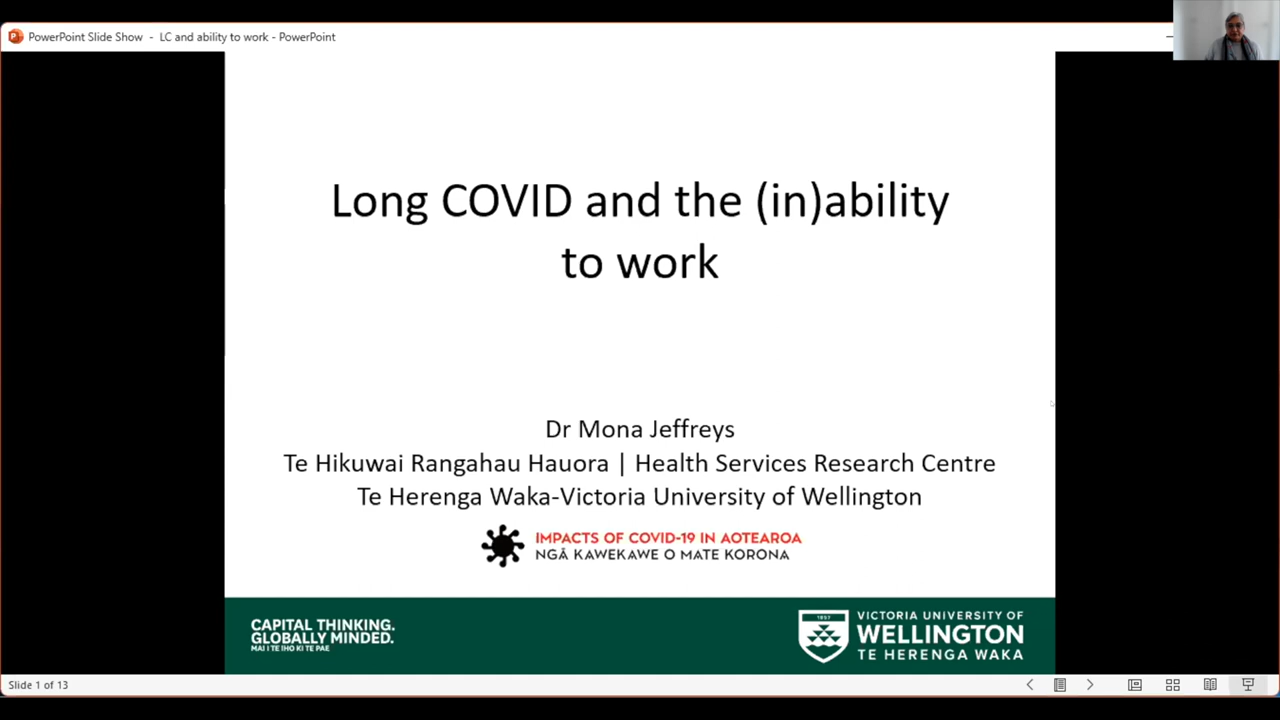 PowerPoint Slide Show - LC and ability to work - PowerPoint
Long COVID and the (in)ability
to work
Dr Mona Jeffreys
Te Hikuwai Rangahau Hauora | Health Services Research Centre
Te Herenga Waka-Victoria University of Wellington
IMPACTS OF COVID-19 IN AOTEAROA
NGĀ KAWEKAWE O MATE KORONA
CAPITAL THINKING.
GLOBALLY MINDED.
MAI I TE IHO KI TE PAE
1897
VICTORIA UNIVERSITY OF
WELLINGTON
TE HERENGA WAKA
Slide 1 of 13